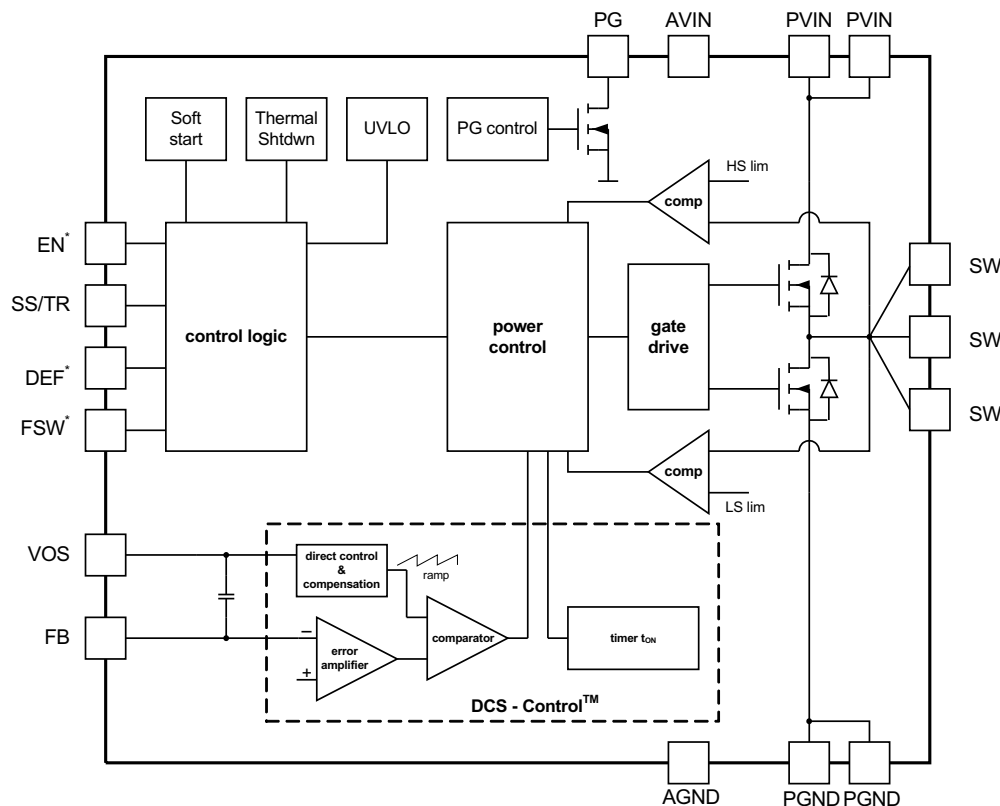 PG
AVIN
PVIN
PVIN
Soft
start
Thermal
Shtdwn
UVLO
PG control
HS lim
comp
EN*
SS/TR
DEF*
FSW*
control logic
power
control
gate
drive
SW
SW
SW
comp
LS lim
VOS
FB
direct control
&
compensation
ramp
error
amplifier
comparator
timer tON
DCS - Control™
AGND
PGND
PGND